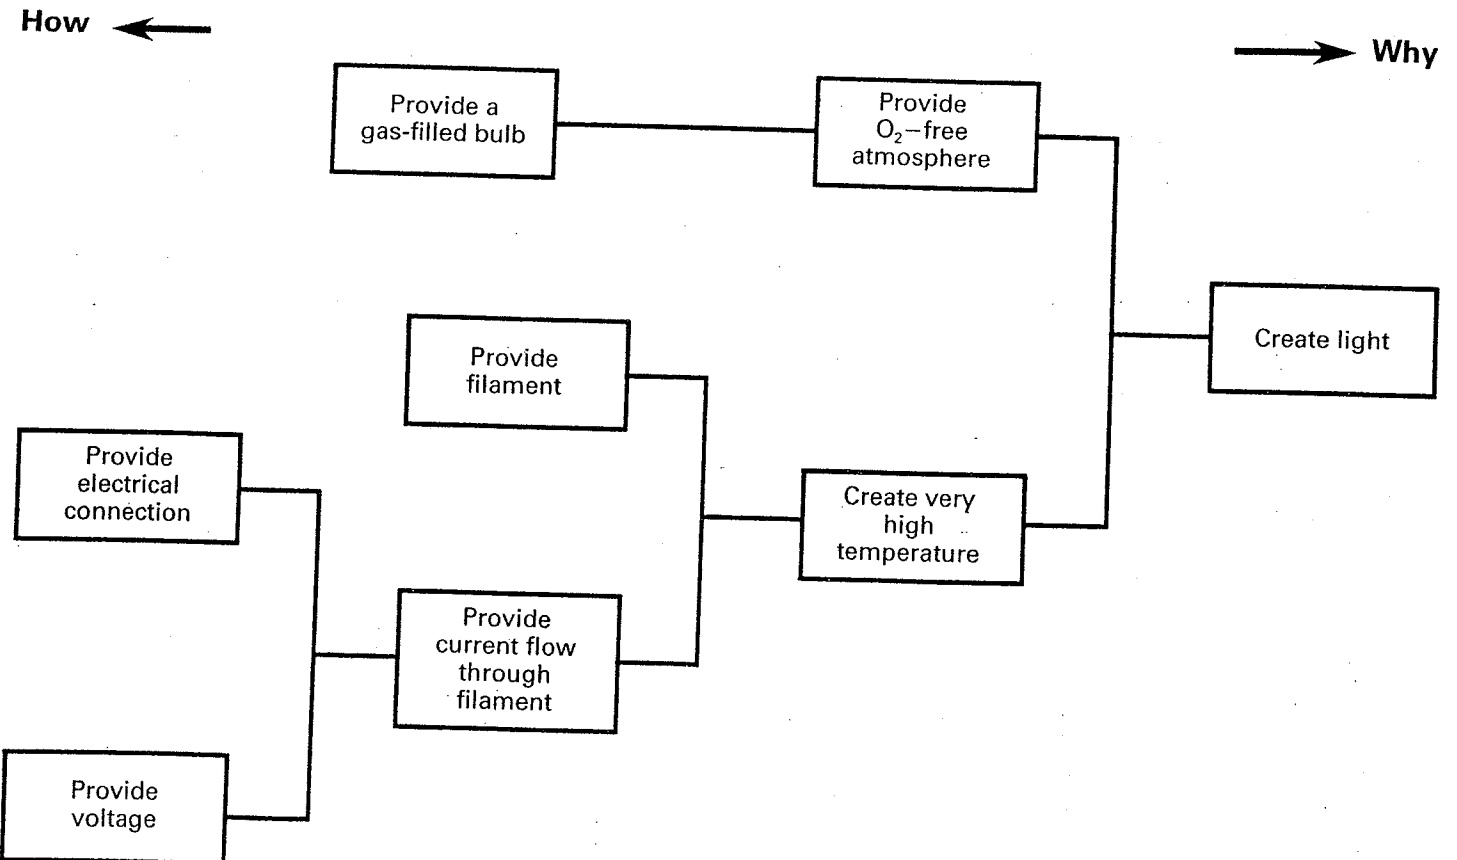 How
Why
Provide a
gas-filled bulb
Provide
O₂–free
atmosphere
Create light
Provide
filament
Provide
electrical
connection
Create very
high
temperature
Provide
current flow
through
filament
Provide
voltage